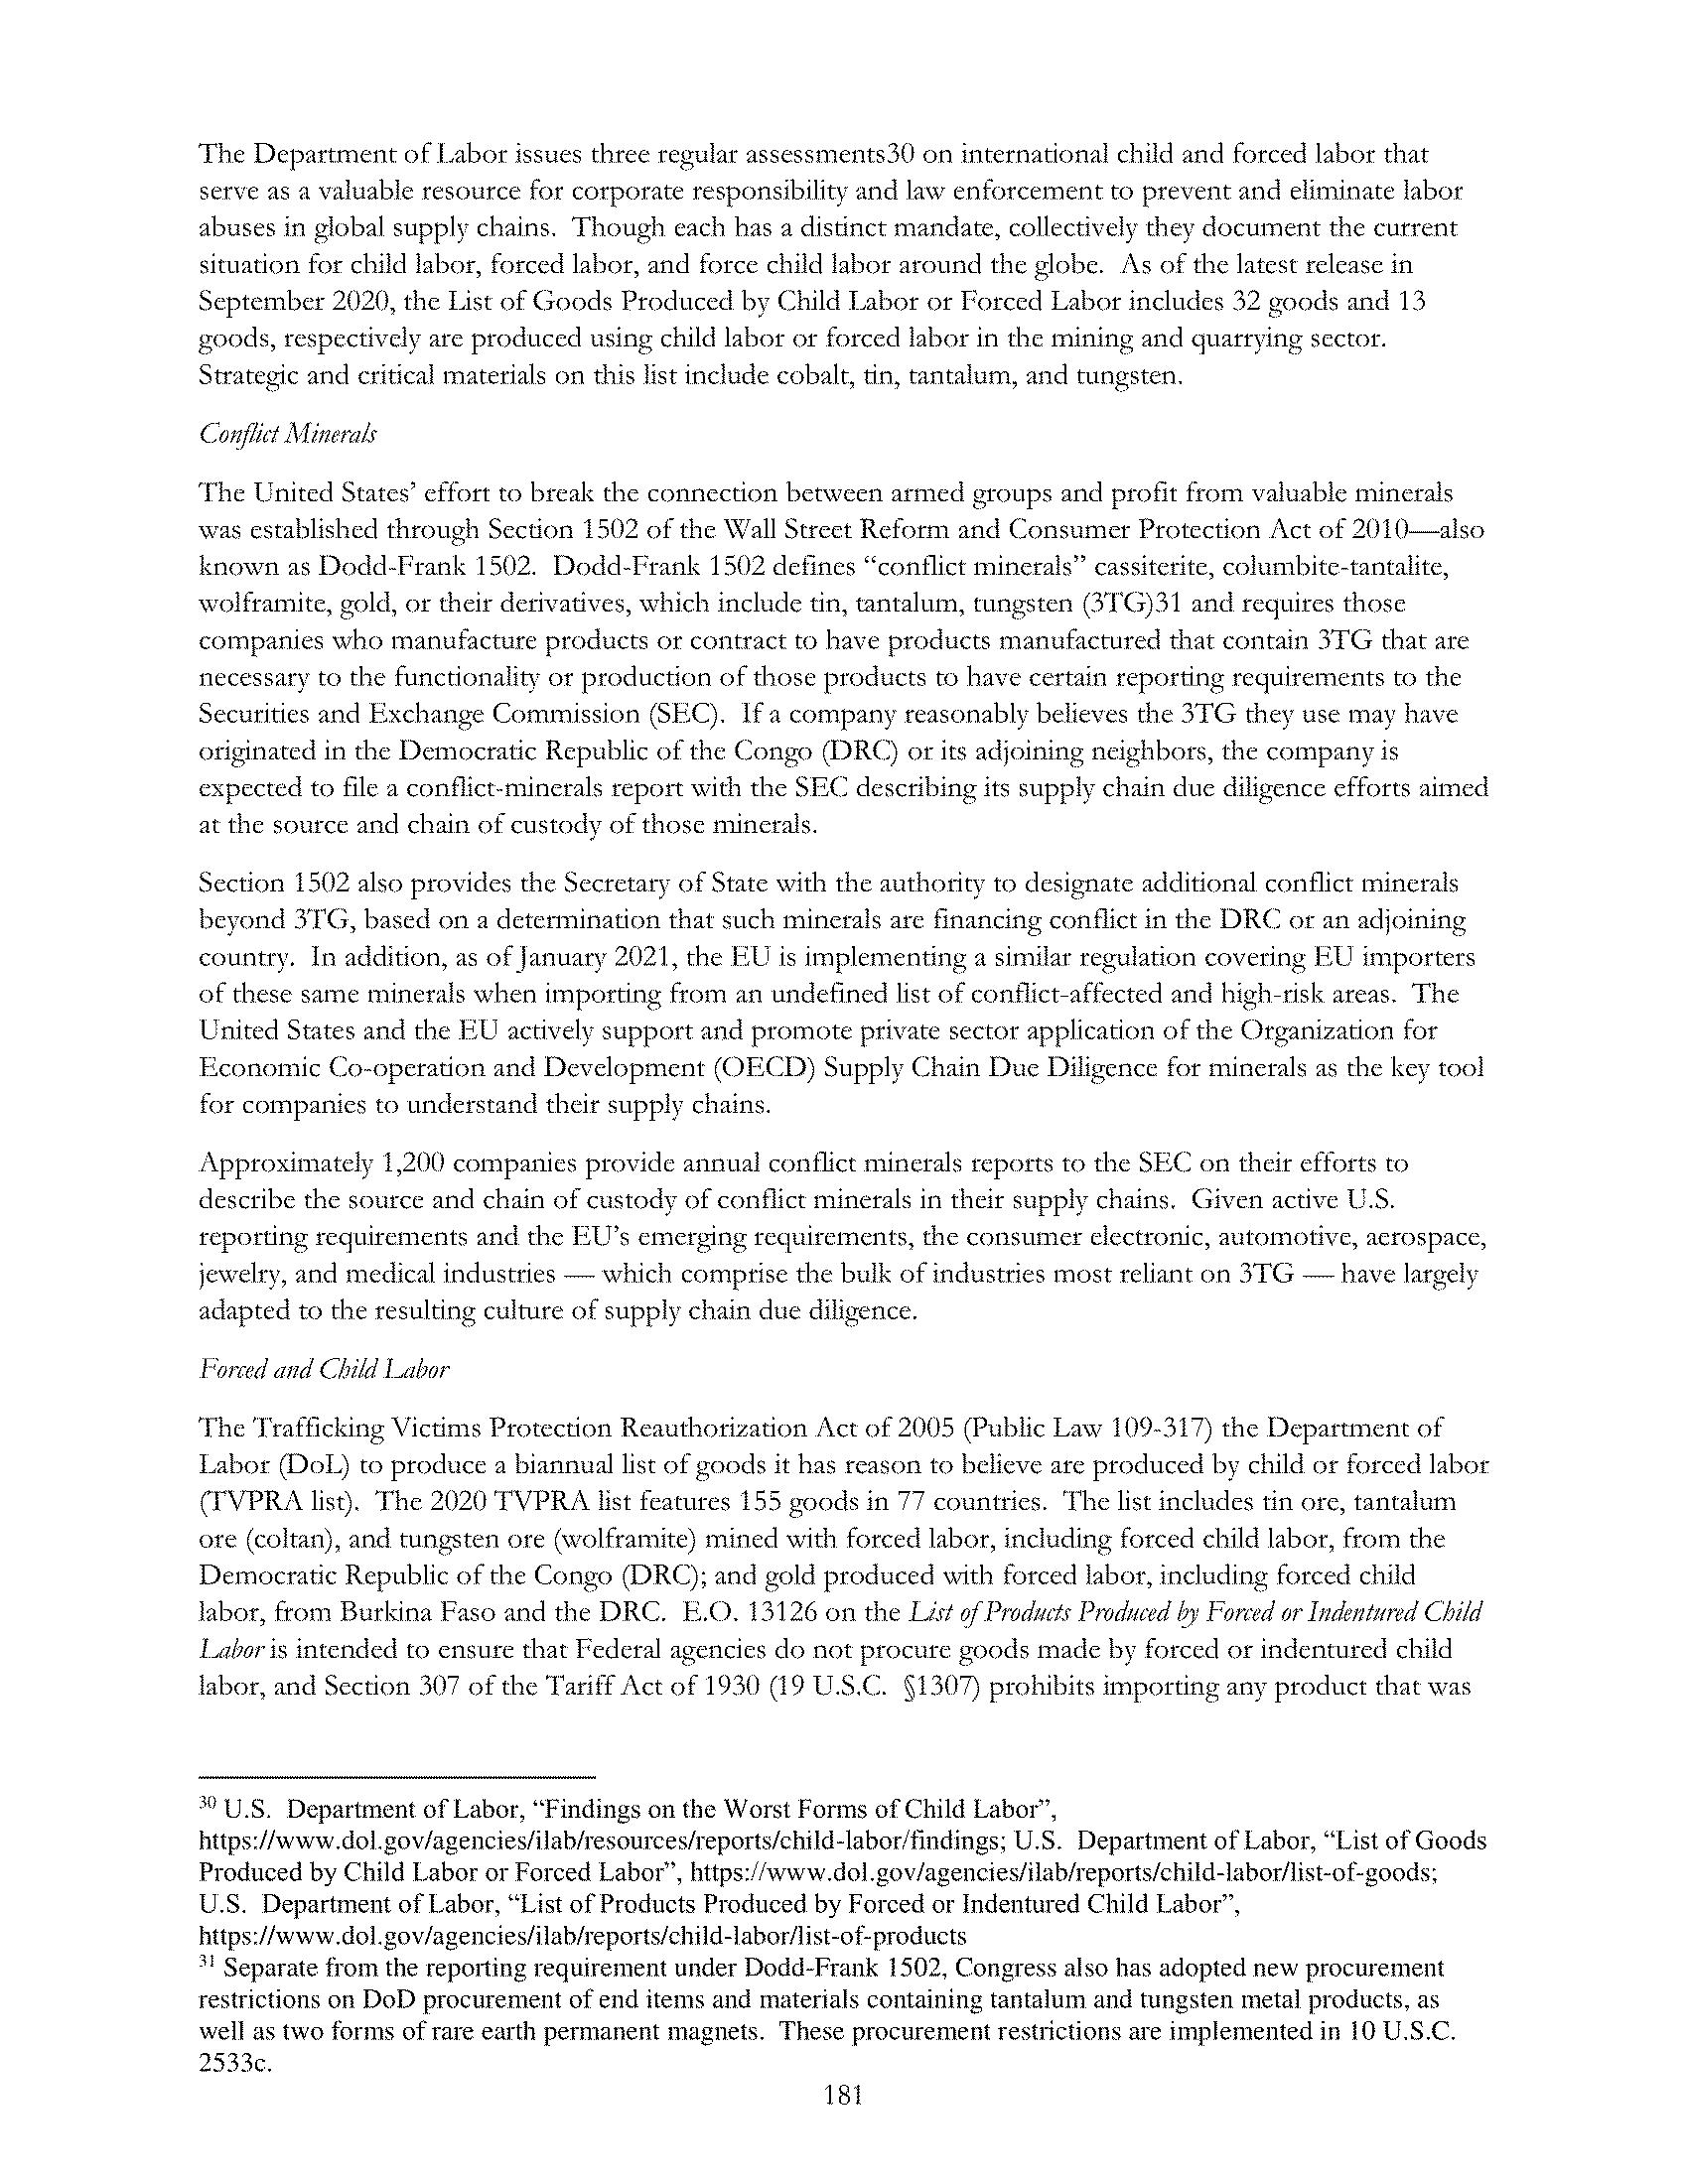 The Department of Labor issues three regular assessments30 on international child and forced labor that
serve as a valuable resource for corporate responsibility and law enforcement to prevent and eliminate labor
abuses in global supply chains.  Though each has a distinct mandate, collectively they document the current
situation for child labor, forced labor, and force child labor around the globe.  As of the latest release in
September 2020, the List of Goods Produced by Child Labor or Forced Labor includes 32 goods and 13
goods, respectively are produced using child labor or forced labor in the mining and quarrying sector.
Strategic and critical materials on this list include cobalt, tin, tantalum, and tungsten.
Conflict Minerals
The United States’ effort to break the connection between armed groups and profit from valuable minerals
was established through Section 1502 of the Wall Street Reform and Consumer Protection Act of 2010—also
known as Dodd-Frank 1502.  Dodd-Frank 1502 defines “conflict minerals” cassiterite, columbite-tantalite,
wolframite, gold, or their derivatives, which include tin, tantalum, tungsten (3TG)31 and requires those
companies who manufacture products or contract to have products manufactured that contain 3TG that are
necessary to the functionality or production of those products to have certain reporting requirements to the
Securities and Exchange Commission (SEC).  If a company reasonably believes the 3TG they use may have
originated in the Democratic Republic of the Congo (DRC) or its adjoining neighbors, the company is
expected to file a conflict-minerals report with the SEC describing its supply chain due diligence efforts aimed
at the source and chain of custody of those minerals.
Section 1502 also provides the Secretary of State with the authority to designate additional conflict minerals
beyond 3TG, based on a determination that such minerals are financing conflict in the DRC or an adjoining
country.  In addition, as of January 2021, the EU is implementing a similar regulation covering EU importers
of these same minerals when importing from an undefined list of conflict-affected and high-risk areas.  The
United States and the EU actively support and promote private sector application of the Organization for
Economic Co-operation and Development (OECD) Supply Chain Due Diligence for minerals as the key tool
for companies to understand their supply chains.
Approximately 1,200 companies provide annual conflict minerals reports to the SEC on their efforts to
describe the source and chain of custody of conflict minerals in their supply chains.  Given active U.S.
reporting requirements and the EU’s emerging requirements, the consumer electronic, automotive, aerospace,
jewelry, and medical industries — which comprise the bulk of industries most reliant on 3TG — have largely
adapted to the resulting culture of supply chain due diligence.
Forced and Child Labor
The Trafficking Victims Protection Reauthorization Act of 2005 (Public Law 109-317) the Department of
Labor (DoL) to produce a biannual list of goods it has reason to believe are produced by child or forced labor
(TVPRA list).  The 2020 TVPRA list features 155 goods in 77 countries.  The list includes tin ore, tantalum
ore (coltan), and tungsten ore (wolframite) mined with forced labor, including forced child labor, from the
Democratic Republic of the Congo (DRC); and gold produced with forced labor, including forced child
labor, from Burkina Faso and the DRC.  E.O. 13126 on the List of Products Produced by Forced or Indentured Child
Labor is intended to ensure that Federal agencies do not procure goods made by forced or indentured child
labor, and Section 307 of the Tariff Act of 1930 (19 U.S.C.  §1307) prohibits importing any product that was
30 U.S.  Department of Labor, “Findings on the Worst Forms of Child Labor”,
https://www.dol.gov/agencies/ilab/resources/reports/child-labor/findings; U.S.  Department of Labor, “List of Goods
Produced by Child Labor or Forced Labor”, https://www.dol.gov/agencies/ilab/reports/child-labor/list-of-goods;
U.S.  Department of Labor, “List of Products Produced by Forced or Indentured Child Labor”,
https://www.dol.gov/agencies/ilab/reports/child-labor/list-of-products
31 Separate from the reporting requirement under Dodd-Frank 1502, Congress also has adopted new procurement
restrictions on DoD procurement of end items and materials containing tantalum and tungsten metal products, as
well as two forms of rare earth permanent magnets.  These procurement restrictions are implemented in 10 U.S.C.
2533c.
181